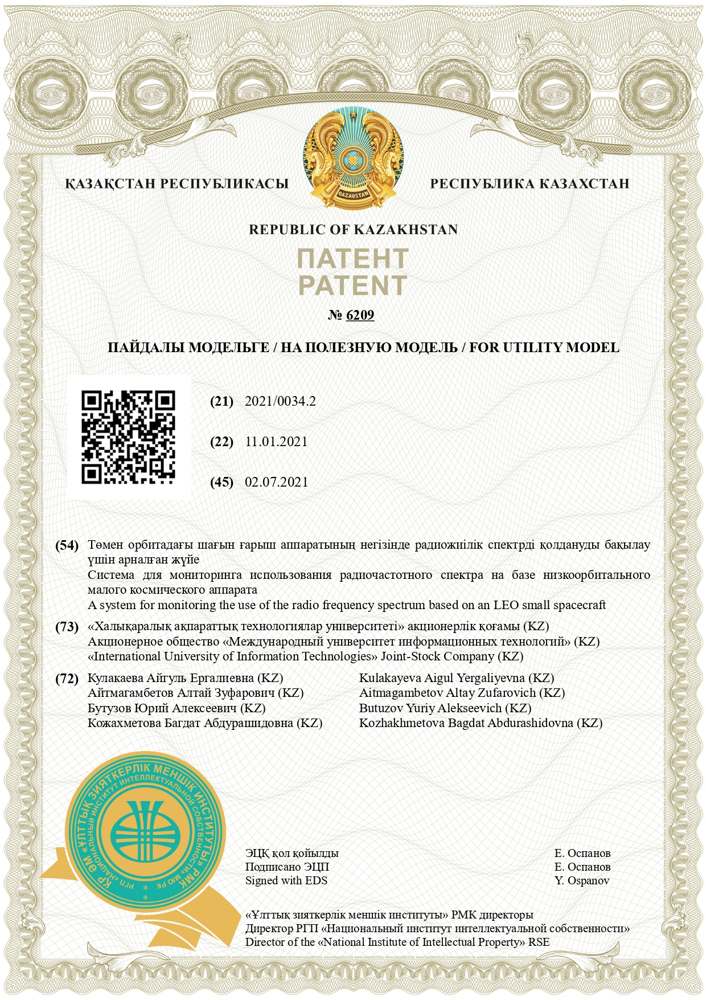 ҚАЗАҚСТАН РЕСПУБЛИКАСЫ
РЕСПУБЛИКА КАЗАХСТАН
QAZAQSTAN
REPUBLIC OF KAZAKHSTAN
ПАТЕНТ
PATENT
№ 6209
ПАЙДАЛЫ МОДЕЛЬГЕ / НА ПОЛЕЗНУЮ МОДЕЛЬ / FOR UTILITY MODEL
(21) 2021/0034.2
(22) 11.01.2021
(45) 02.07.2021
(54) Төмен орбитадағы шағын ғарыш аппаратының негізінде радиожиілік спектрді қолдануды бақылау
үшін арналған жүйе
Система для мониторинга использования радиочастотного спектра на базе низкоорбитального
малого космического аппарата
A system for monitoring the use of the radio frequency spectrum based on an LEO small spacecraft
(73) «Халықаралық ақпараттық технологиялар университеті» акционерлік қоғамы (KZ)
Акционерное общество «Международный университет информационных технологий» (KZ)
«International University of Information Technologies» Joint-Stock Company (KZ)
(72) Кулакаева Айгуль Ергалиевна (KZ) Kulakayeva Aigul Yergaliyevna (KZ)
Айтмагамбетов Алтай Зуфарович (KZ) Aitmagambetov Altay Zufarovich (KZ)
Бутузов Юрий Алексеевич (KZ) Butuzov Yuriy Alekseevich (KZ)
Кожахметова Багдат Абдурашидовна (KZ) Kozhakhmetova Bagdat Abdurashidovna (KZ)
ҚР ӘМ «ҰЛТТЫҚ ЗИЯТКЕРЛІК МЕНШІК ИНСТИТУТЫ» РМК
РГП «НАЦИОНАЛЬНЫЙ ИНСТИТУТ ИНТЕЛЛЕКТУАЛЬНОЙ СОБСТВЕННОСТИ» МЮ РК
ЭЦҚ қол қойылды Е. Оспанов
Подписано ЭЦП Е. Оспанов
Signed with EDS Y. Ospanov
«Ұлттық зияткерлік меншік институты» РМК директоры
Директор РГП «Национальный институт интеллектуальной собственности»
Director of the «National Institute of Intellectual Property» RSE